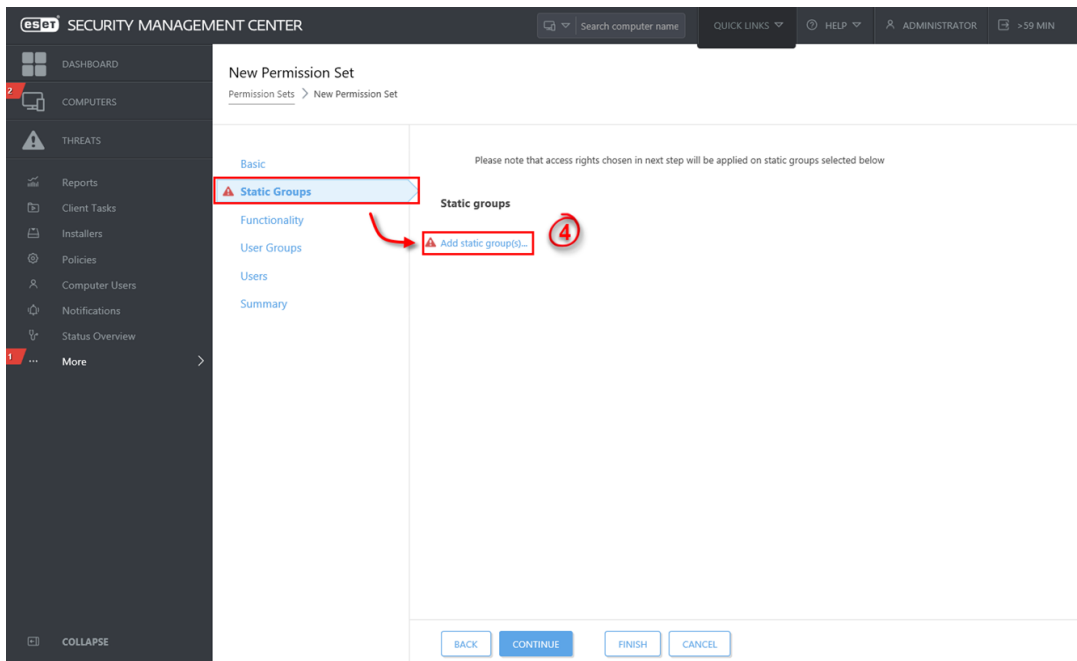 eset SECURITY MANAGEMENT CENTER
Search computer name
QUICK LINKS
HELP
ADMINISTRATOR
>59 MIN
DASHBOARD
2
COMPUTERS
THREATS
Reports
Client Tasks
Installers
Policies
Computer Users
Notifications
Status Overview
1
More
COLLAPSE
New Permission Set
Permission Sets > New Permission Set
Basic
Static Groups
Functionality
User Groups
Users
Summary
Please note that access rights chosen in next step will be applied on static groups selected below
Static groups
Add static group(s)...
4
BACK
CONTINUE
FINISH
CANCEL